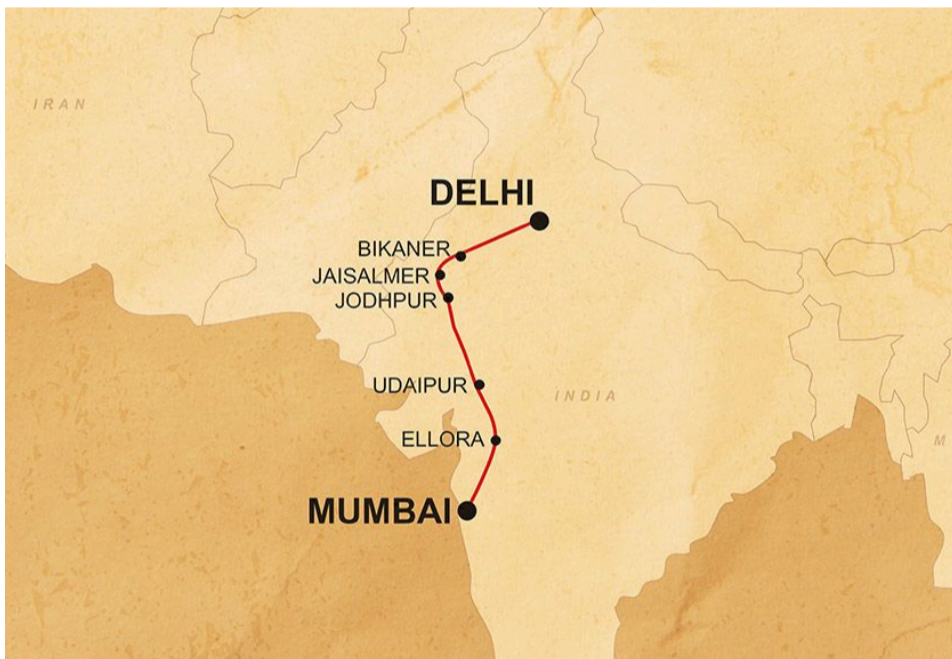 IRAN
DELHI
BIKANER
JAISALMER
JODHPUR
UDAIPUR
INDIA
ELLORA
MUMBAI
M